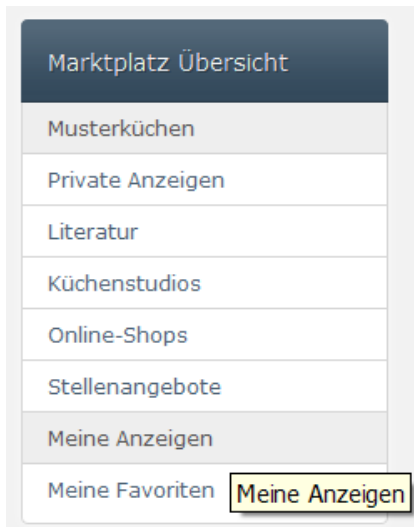 Marktplatz Übersicht
Musterküchen
Private Anzeigen
Literatur
Küchenstudios
Online-Shops
Stellenangebote
Meine Anzeigen
Meine Favoriten
Meine Anzeigen